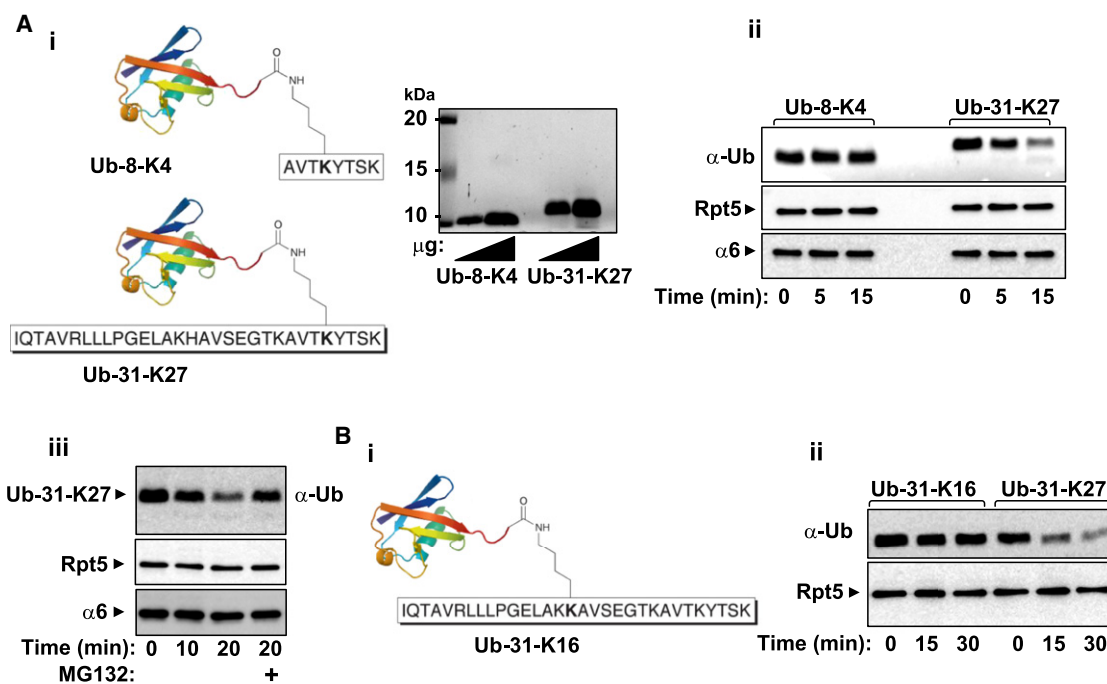 A
i
O
NH
Ub-8-K4
AVTKYTSK
O
NH
IQTAVRLLLPGELAKHAVSEGTKAVTKYTSK
Ub-31-K27
kDa
20
15
10
μg:
Ub-8-K4 Ub-31-K27
ii
Ub-8-K4 Ub-31-K27
α-Ub
Rpt5
α6
Time (min): 0 5 15 0 5 15
iii
Ub-31-K27 α-Ub
Rpt5
α6
Time (min): 0 10 20 20
MG132: +
B
i
O
NH
IQTAVRLLLPGELAKKAVSEGTKAVTKYTSK
Ub-31-K16
ii
Ub-31-K16 Ub-31-K27
α-Ub
Rpt5
Time (min): 0 15 30 0 15 30